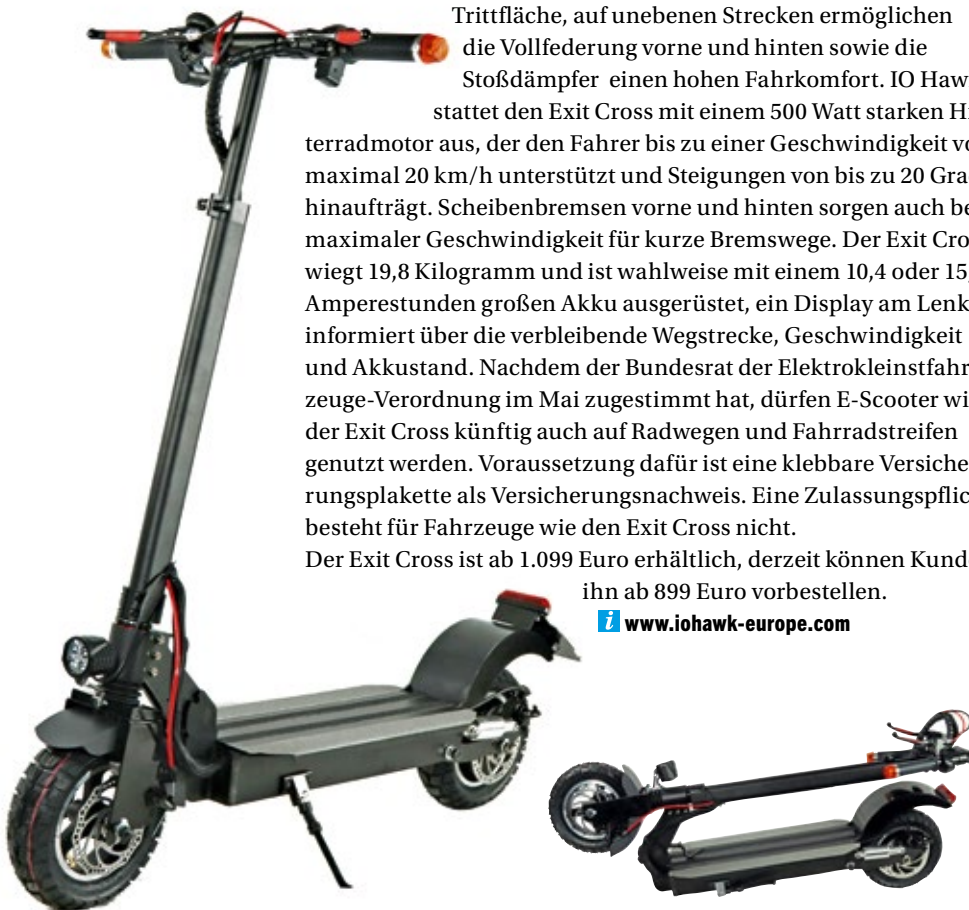 Trittfläche, auf unebenen Strecken ermöglichen
die Vollfederung vorne und hinten sowie die
Stoßdämpfer einen hohen Fahrkomfort. IO Haw
stattet den Exit Cross mit einem 500 Watt starken Hi
terradmotor aus, der den Fahrer bis zu einer Geschwindigkeit vo
maximal 20 km/h unterstützt und Steigungen von bis zu 20 Gra
hinaufträgt. Scheibenbremsen vorne und hinten sorgen auch be
maximaler Geschwindigkeit für kurze Bremswege. Der Exit Cro
wiegt 19,8 Kilogramm und ist wahlweise mit einem 10,4 oder 15,
Amperestunden großen Akku ausgerüstet, ein Display am Lenk
informiert über die verbleibende Wegstrecke, Geschwindigkeit
und Akkustand. Nachdem der Bundesrat der Elektrokleinstfahr
zeuge-Verordnung im Mai zugestimmt hat, dürfen E-Scooter wi
der Exit Cross künftig auch auf Radwegen und Fahrradstreifen
genutzt werden. Voraussetzung dafür ist eine klebbare Versiche
rungsplakette als Versicherungsnachweis. Eine Zulassungspflic
besteht für Fahrzeuge wie den Exit Cross nicht.
Der Exit Cross ist ab 1.099 Euro erhältlich, derzeit können Kund
ihn ab 899 Euro vorbestellen.
i www.iohawk-europe.com